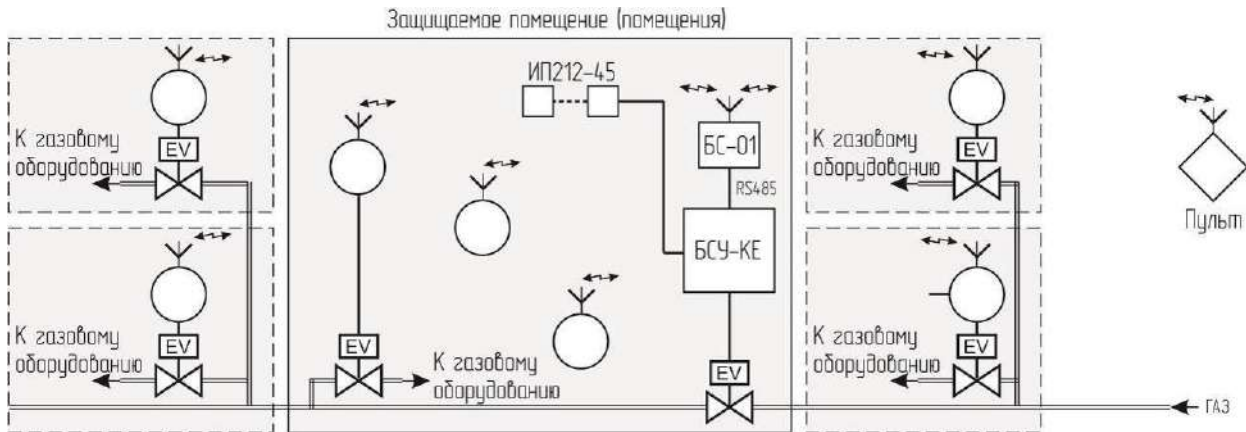 Защищаемое помещение (помещения)
К газовому
оборудованию
EV
ИП212-45
БС-01
RS485
БСУ-КЕ
К газовому
оборудованию
EV
Пульт
К газовому
оборудованию
EV
EV
К газовому
оборудованию
EV
К газовому
оборудованию
EV
ГАЗ